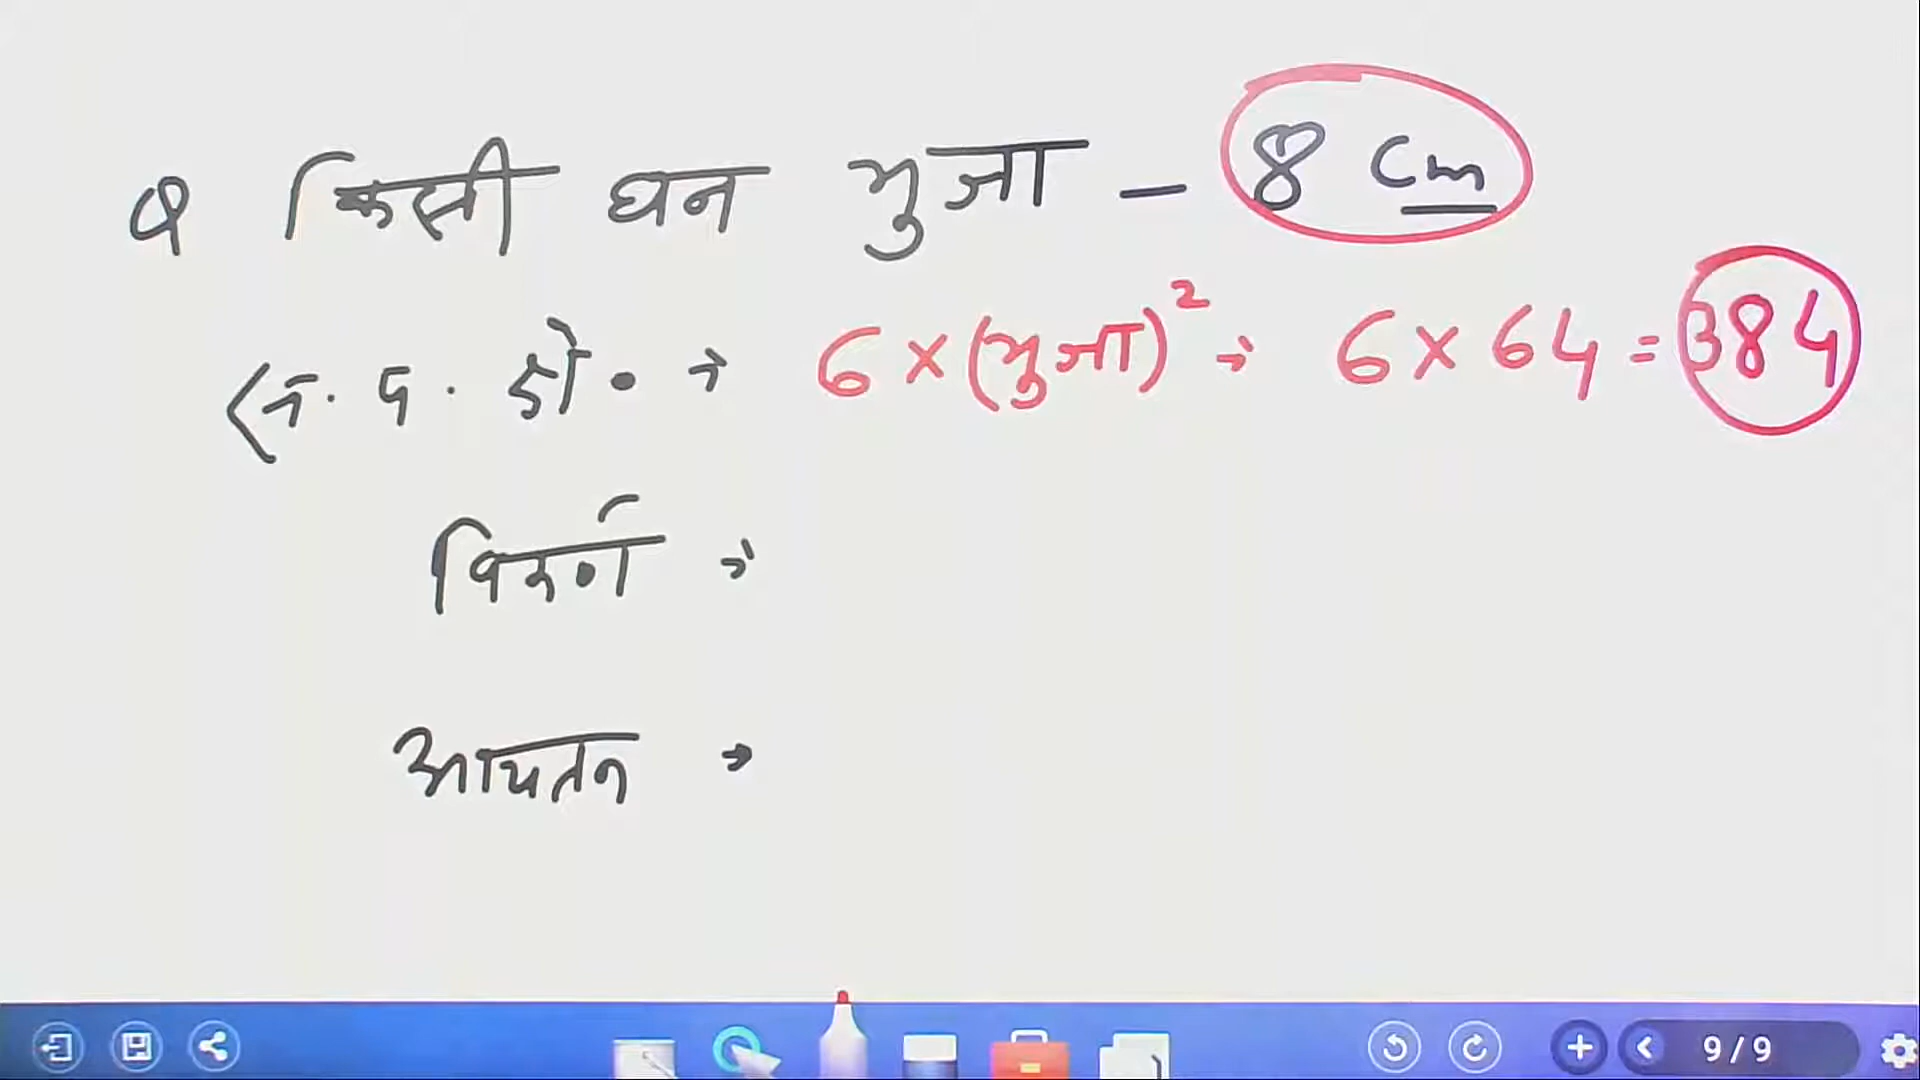 Q किसी घन भुजा - 8 cm
6 × (भुजा)² → 6 × 64 = 384
विकर्ण →
आयतन →
9/9